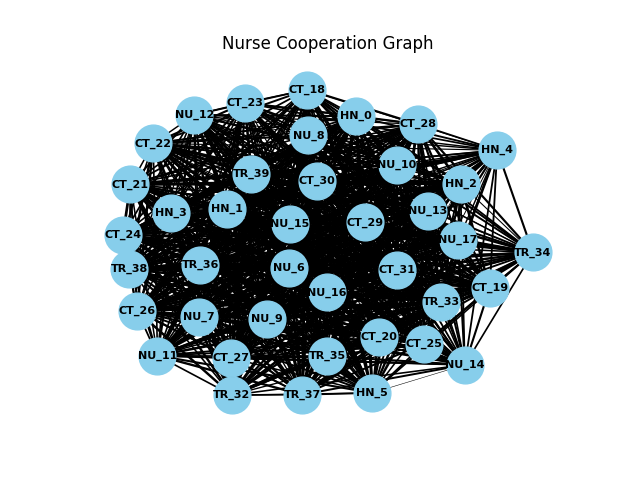 Nurse Cooperation Graph
CT_18
CT_23
NU_12
HN_0
CT_28
NU_8
CT_22
HN_4
NU_10
TR_39
CT_30
CT_21
HN_2
HN_3
HN_1
NU_13
NU_15
CT_29
CT_24
NU_17
TR_34
TR_38
TR_36
NU_6
CT_31
CT_19
NU_16
TR_33
CT_26
NU_7
NU_9
CT_20
CT_25
NU_11
CT_27
TR_35
NU_14
TR_32
TR_37
HN_5